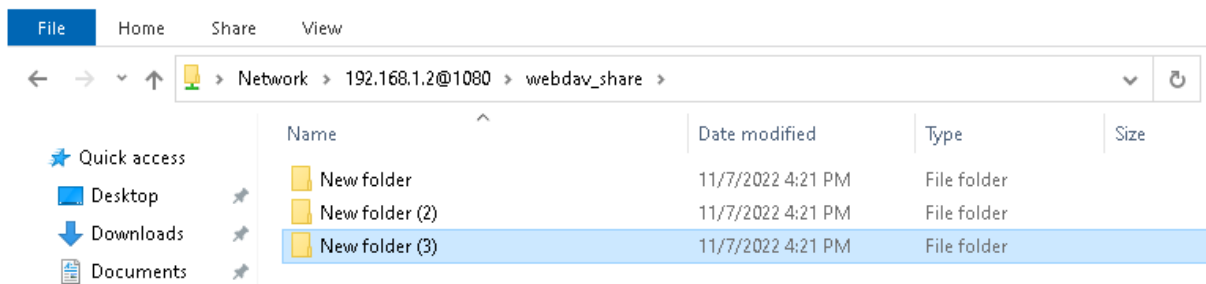 File Home Share View
Network > 192.168.1.2@1080 > webdav_share >
Name Date modified Type Size
Quick access
Desktop
Downloads
Documents
New folder 11/7/2022 4:21 PM File folder
New folder (2) 11/7/2022 4:21 PM File folder
New folder (3) 11/7/2022 4:21 PM File folder